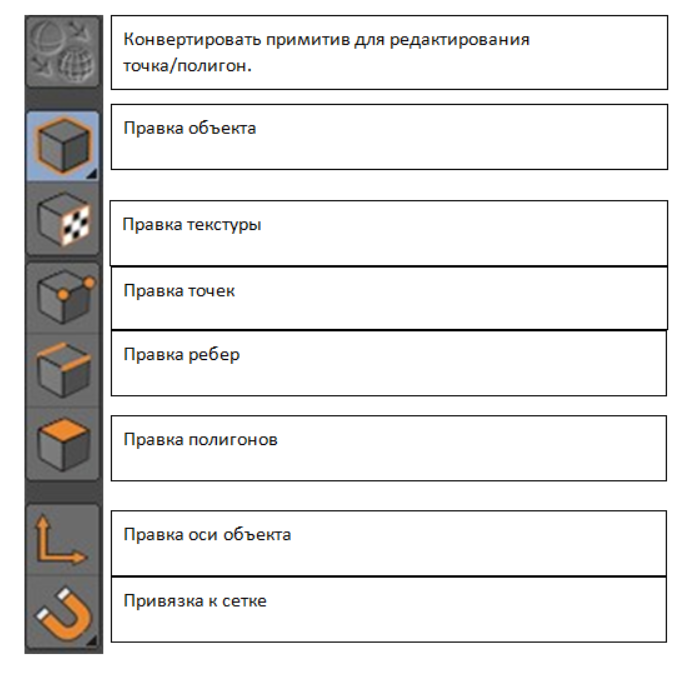 Конвертировать примитив для редактирования
точка/полигон.
Правка объекта
Правка текстуры
Правка точек
Правка ребер
Правка полигонов
Правка оси объекта
Привязка к сетке